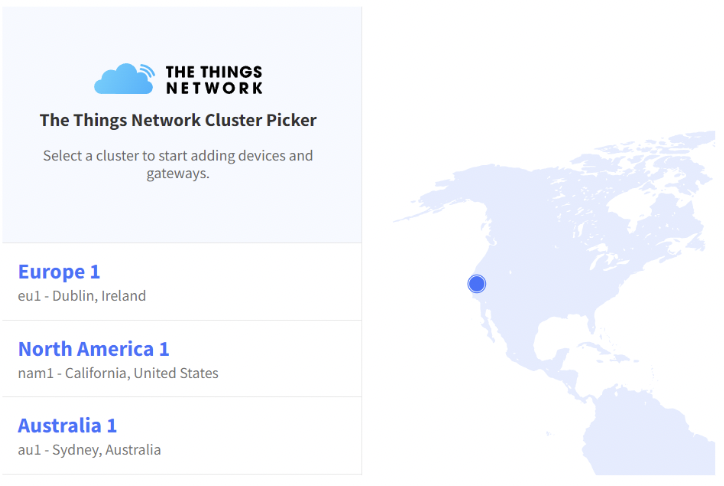 THE THINGS
NETWORK
The Things Network Cluster Picker
Select a cluster to start adding devices and
gateways.
Europe 1
eu1 - Dublin, Ireland
North America 1
nam1 - California, United States
Australia 1
au1 - Sydney, Australia